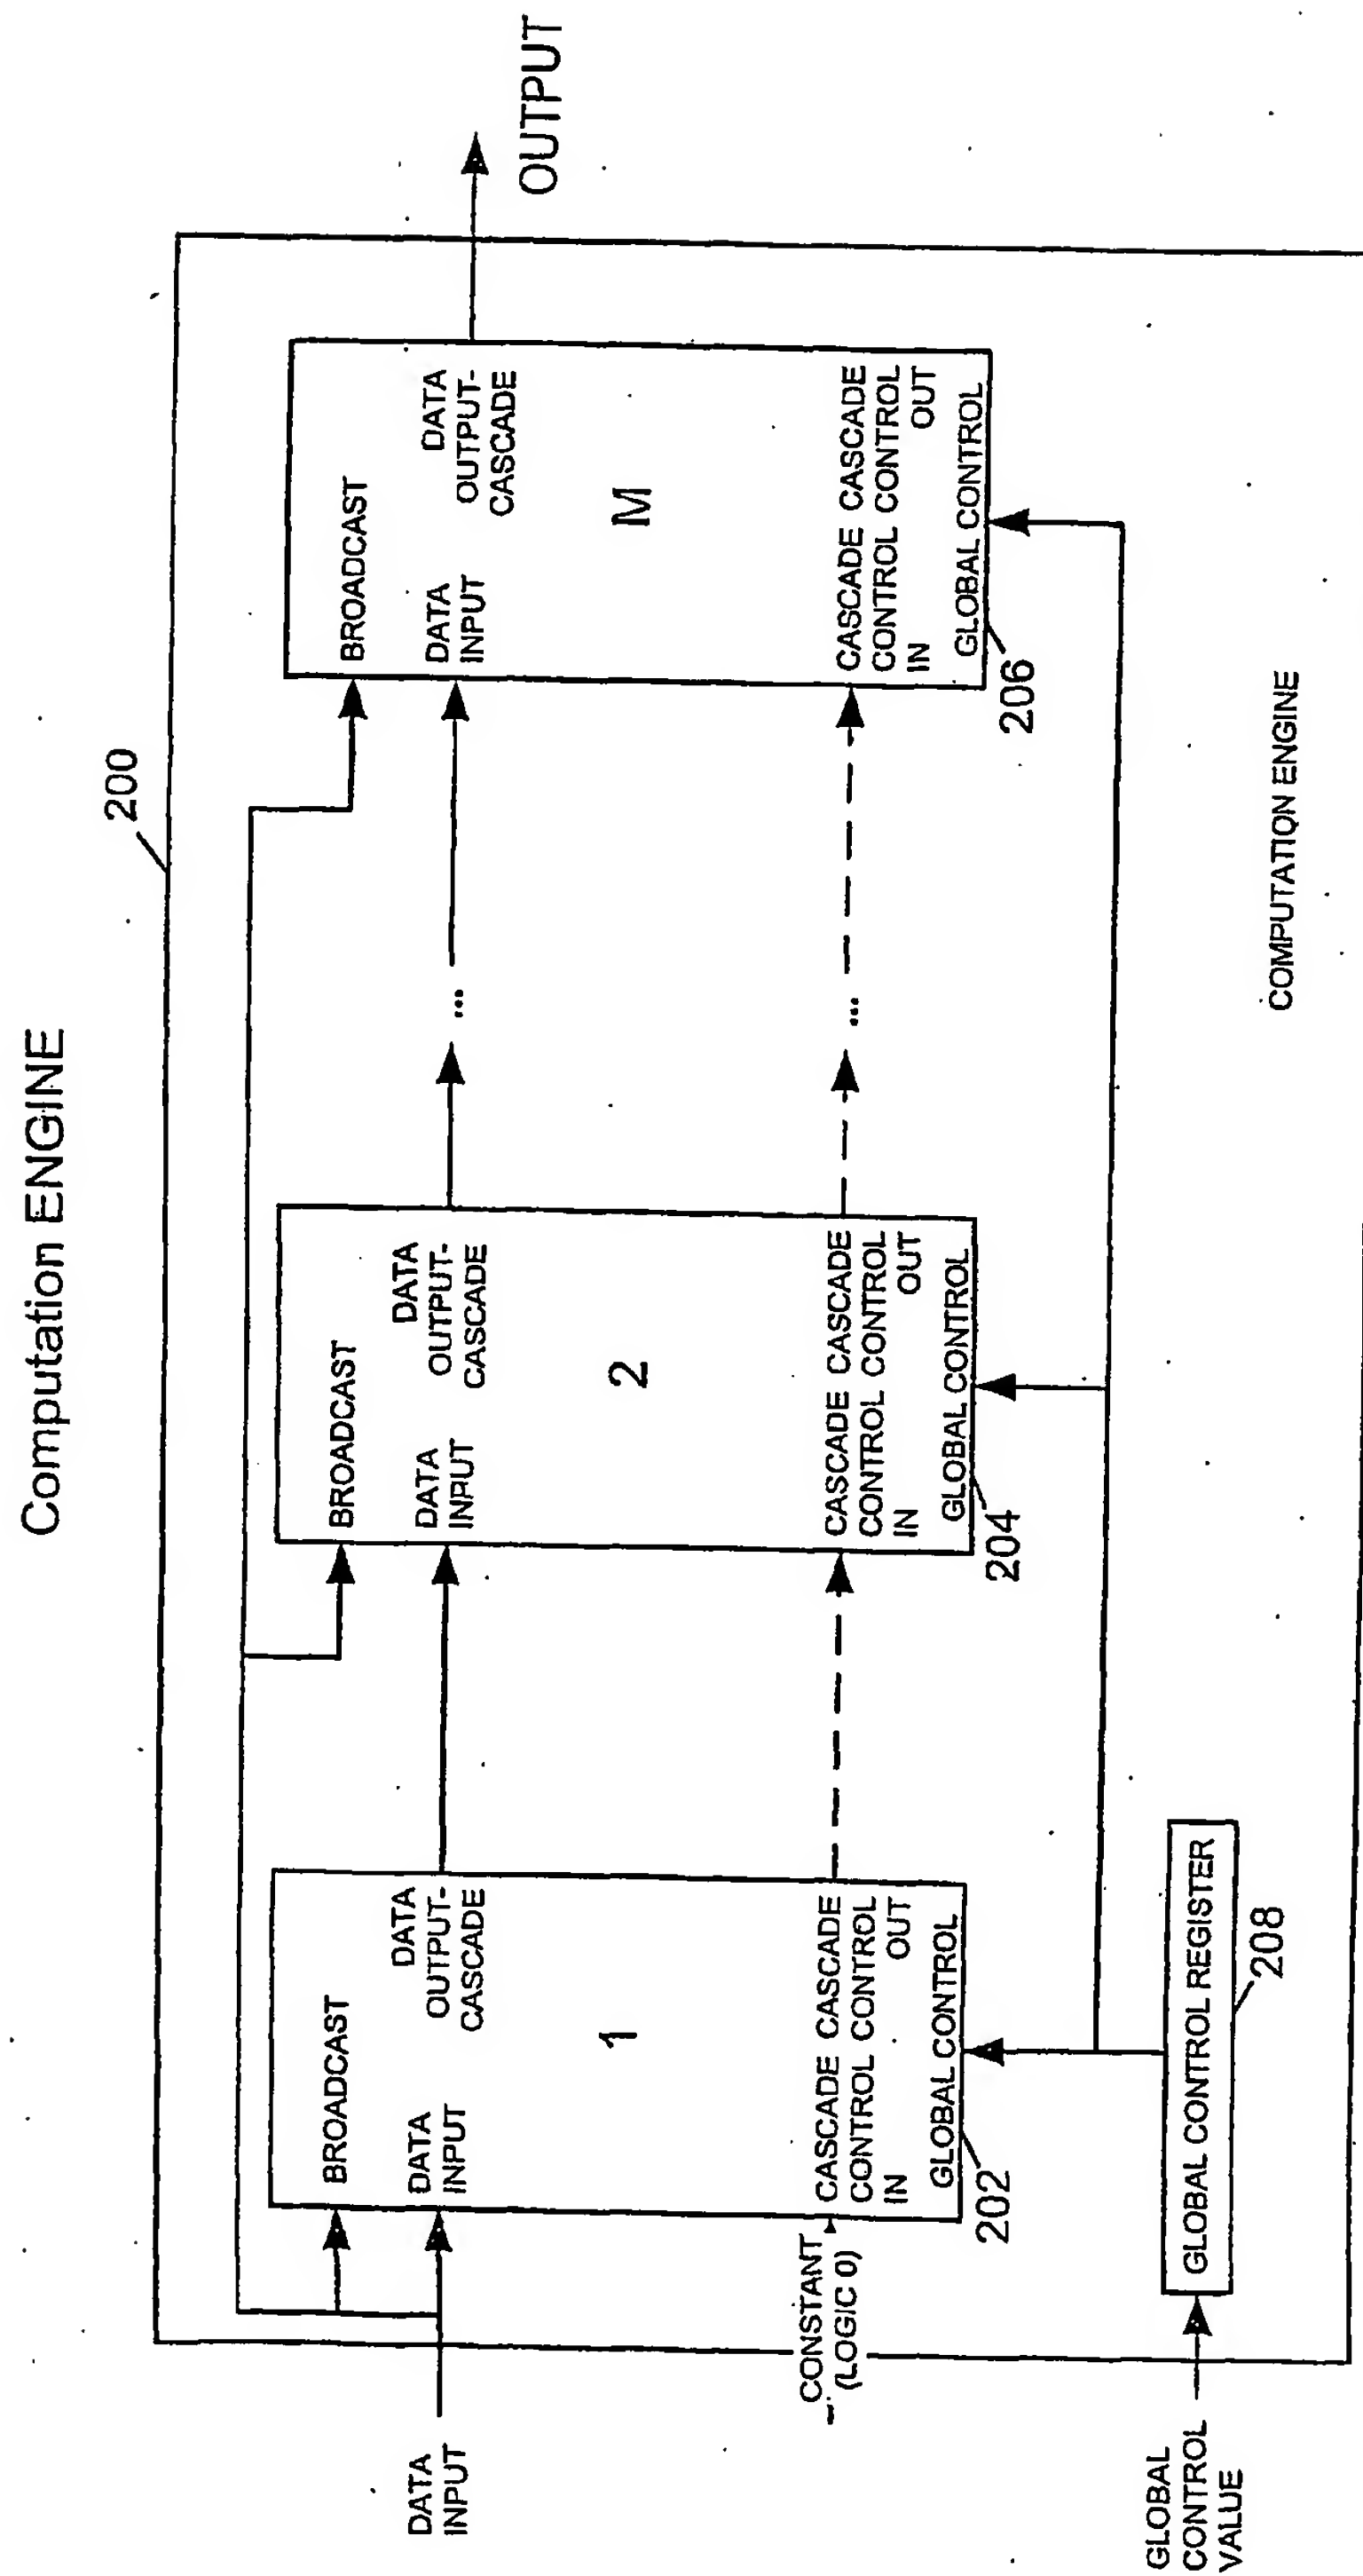 Computation ENGINE
200
DATA
INPUT
BROADCAST
DATA
INPUT
DATA
OUTPUT-
CASCADE
1
CASCADE CASCADE
CONTROL CONTROL
IN OUT
GLOBAL CONTROL
202
CONSTANT
(LOGIC 0)
BROADCAST
DATA
INPUT
DATA
OUTPUT-
CASCADE
2
CASCADE CASCADE
CONTROL CONTROL
IN OUT
GLOBAL CONTROL
204
...
...
BROADCAST
DATA
INPUT
DATA
OUTPUT-
CASCADE
M
CASCADE CASCADE
CONTROL CONTROL
IN OUT
GLOBAL CONTROL
206
OUTPUT
GLOBAL
CONTROL
VALUE
GLOBAL CONTROL REGISTER
208
COMPUTATION ENGINE